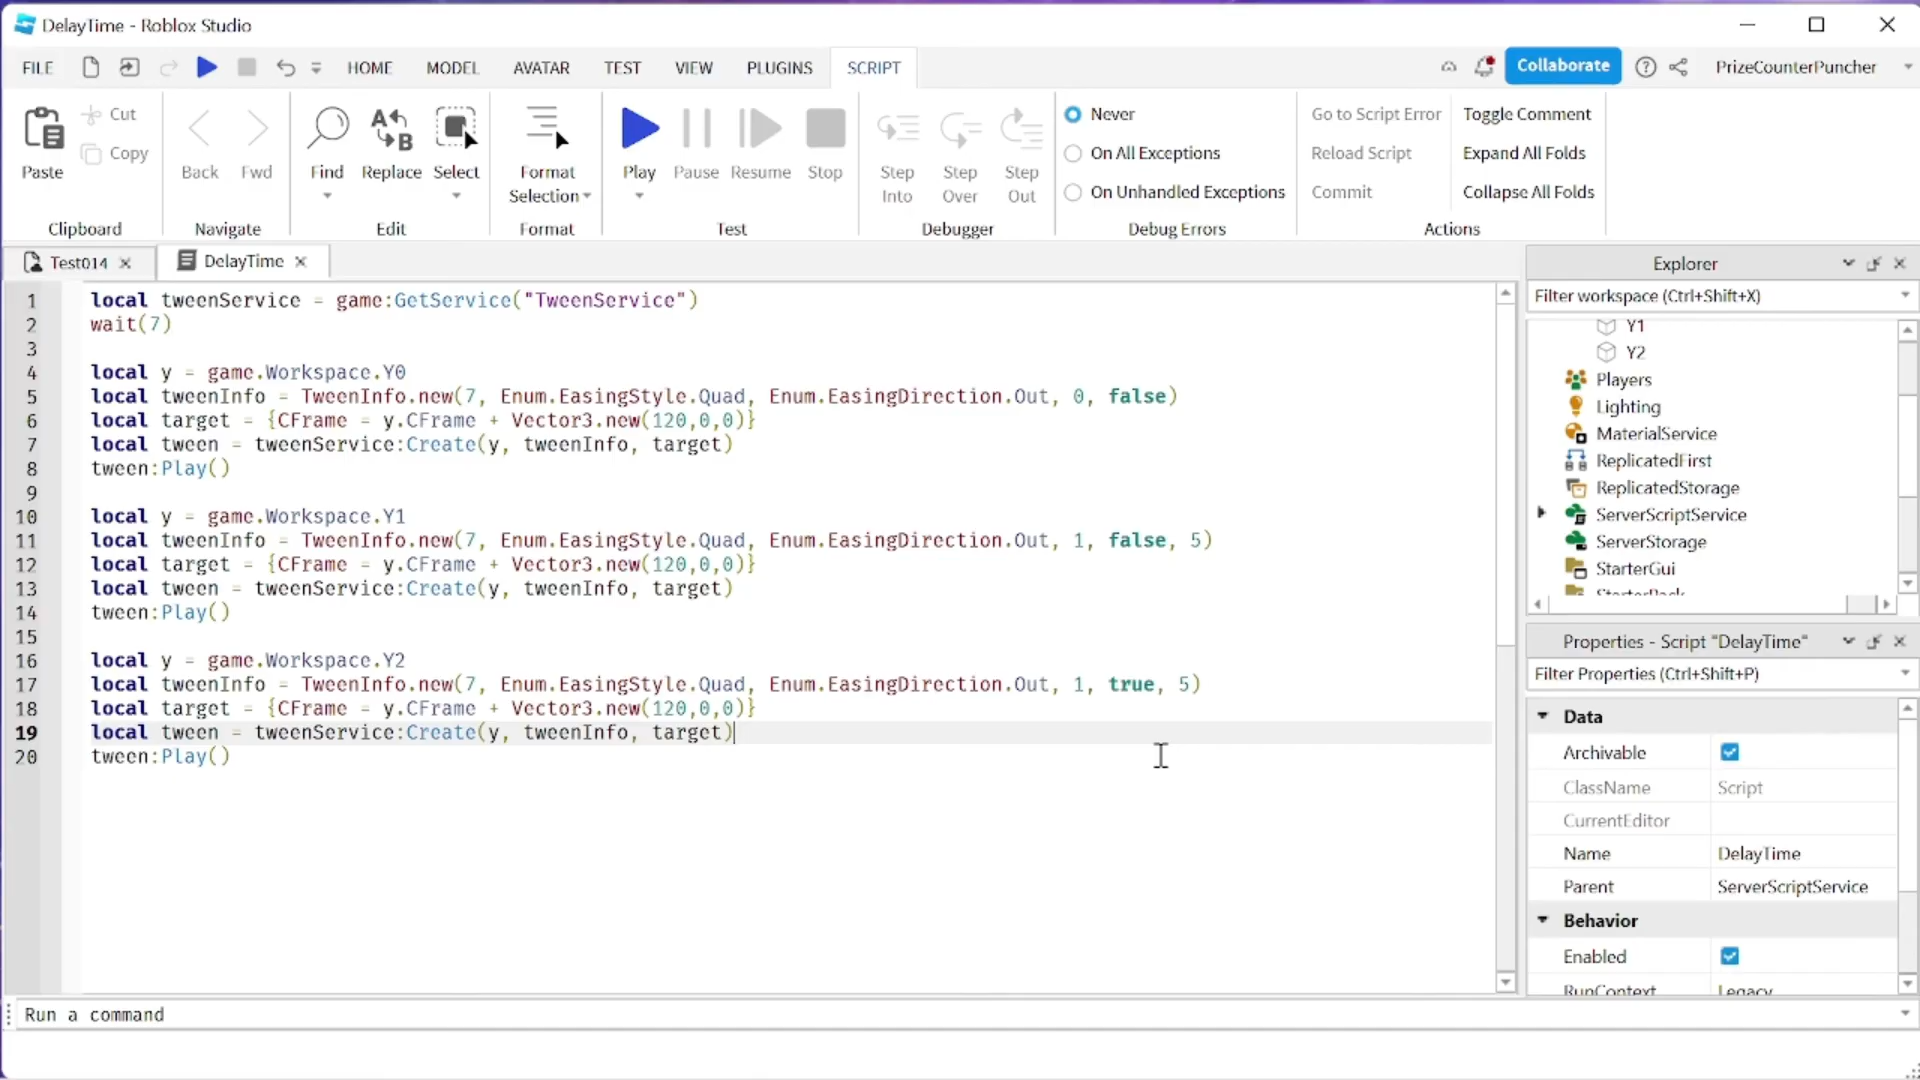 DelayTime - Roblox Studio
FILE HOME MODEL AVATAR TEST VIEW PLUGINS SCRIPT Collaborate PrizeCounterPuncher
Paste
Cut
Copy
Clipboard
Back Fwd
Navigate
Find Replace Select
Edit
Format
Selection
Format
Play Pause Resume Stop
Test
Step
Into
Step
Over
Step
Out
Debugger
Never
On All Exceptions
On Unhandled Exceptions
Debug Errors
Go to Script Error
Reload Script
Commit
Toggle Comment
Expand All Folds
Collapse All Folds
Actions
Test014 DelayTime
1 local tweenService = game:GetService("TweenService")
2 wait(7)
3
4 local y = game.Workspace.Y0
5 local tweenInfo = TweenInfo.new(7, Enum.EasingStyle.Quad, Enum.EasingDirection.Out, 0, false)
6 local target = {CFrame = y.CFrame + Vector3.new(120,0,0)}
7 local tween = tweenService:Create(y, tweenInfo, target)
8 tween:Play()
9
10 local y = game.Workspace.Y1
11 local tweenInfo = TweenInfo.new(7, Enum.EasingStyle.Quad, Enum.EasingDirection.Out, 1, false, 5)
12 local target = {CFrame = y.CFrame + Vector3.new(120,0,0)}
13 local tween = tweenService:Create(y, tweenInfo, target)
14 tween:Play()
15
16 local y = game.Workspace.Y2
17 local tweenInfo = TweenInfo.new(7, Enum.EasingStyle.Quad, Enum.EasingDirection.Out, 1, true, 5)
18 local target = {CFrame = y.CFrame + Vector3.new(120,0,0)}
19 local tween = tweenService:Create(y, tweenInfo, target)
20 tween:Play()
Explorer
Filter workspace (Ctrl+Shift+X)
Y1
Y2
Players
Lighting
MaterialService
ReplicatedFirst
ReplicatedStorage
ServerScriptService
ServerStorage
StarterGui
StarterPack
Properties - Script "DelayTime"
Filter Properties (Ctrl+Shift+P)
Data
Archivable
ClassName Script
CurrentEditor
Name DelayTime
Parent ServerScriptService
Behavior
Enabled
RunContext Legacy
Run a command